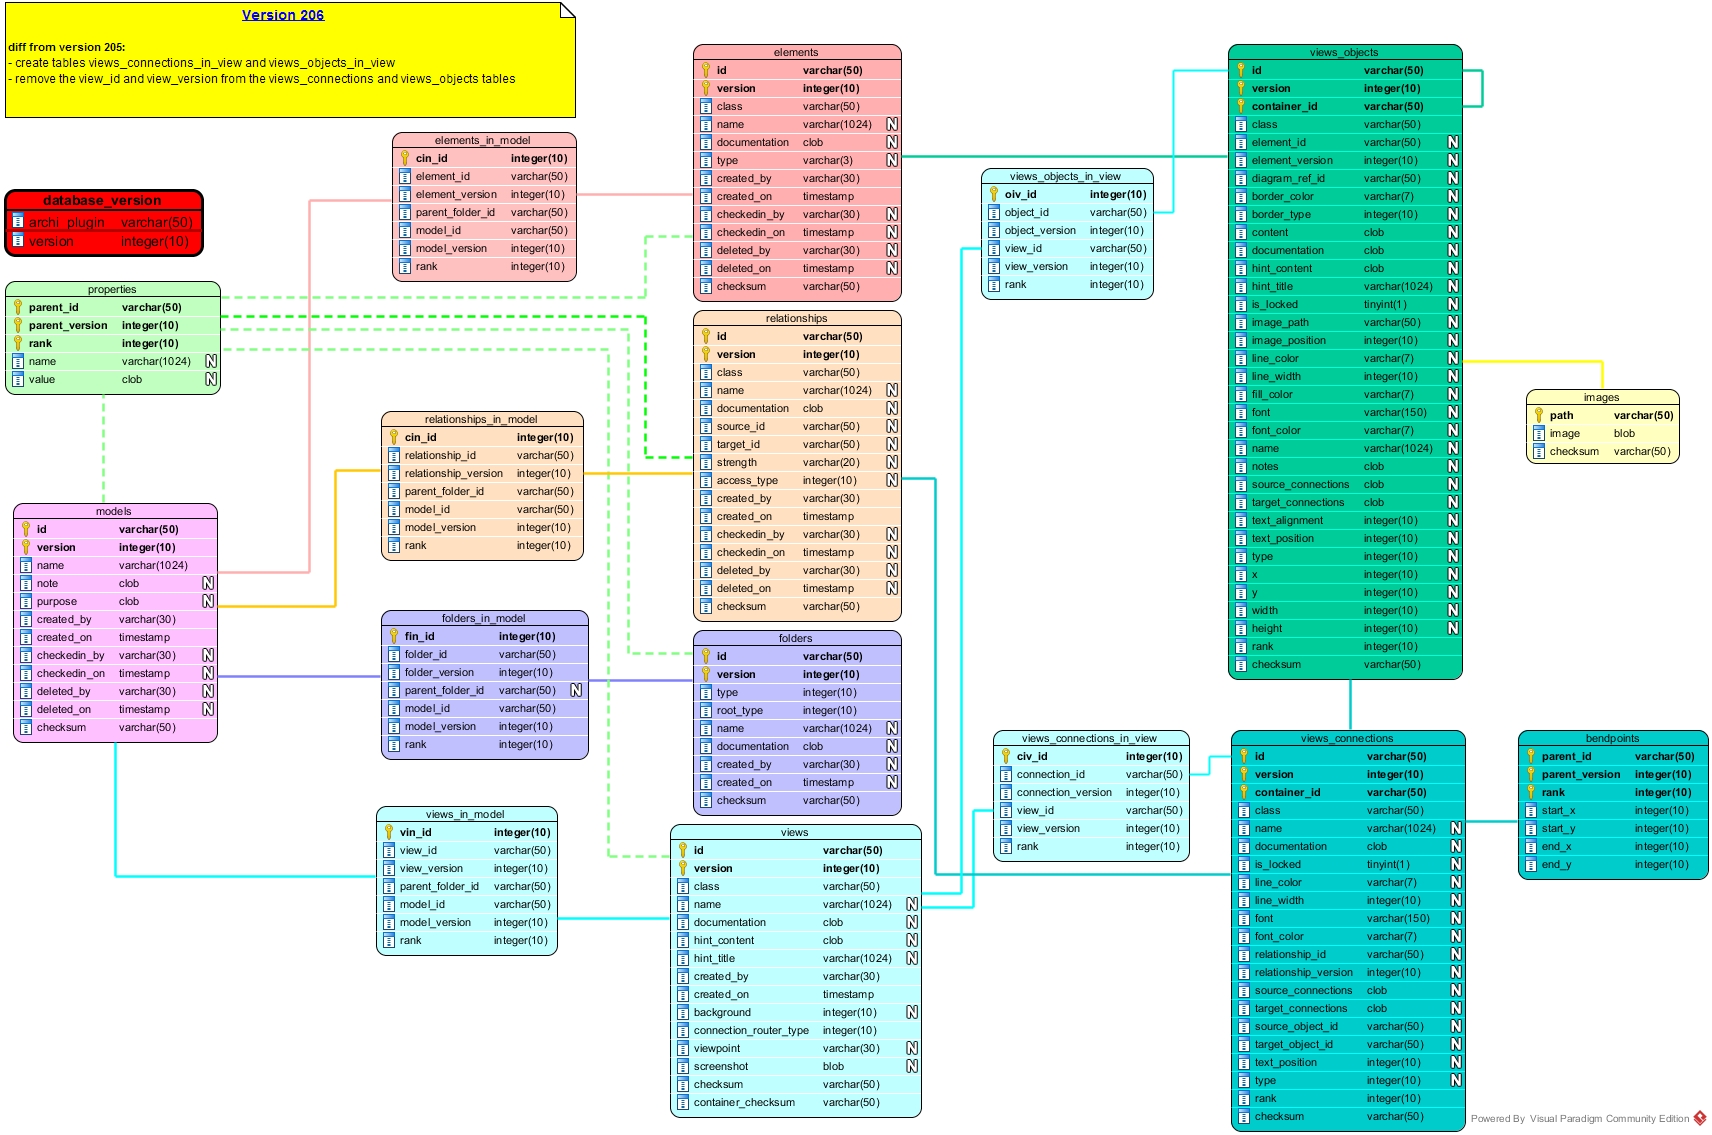 Version 206
diff from version 205:
- create tables views_connections_in_view and views_objects_in_view
- remove the view_id and view_version from the views_connections and views_objects tables
database_version
archi_plugin varchar(50)
version integer(10)
properties
parent_id varchar(50)
parent_version integer(10)
rank integer(10)
name varchar(1024) N
value clob N
models
id varchar(50)
version integer(10)
name varchar(1024)
note clob N
purpose clob N
created_by varchar(30)
created_on timestamp
checkedin_by varchar(30) N
checkedin_on timestamp N
deleted_by varchar(30) N
deleted_on timestamp N
checksum varchar(50)
elements_in_model
cin_id integer(10)
element_id varchar(50)
element_version integer(10)
parent_folder_id varchar(50)
model_id varchar(50)
model_version integer(10)
rank integer(10)
relationships_in_model
cin_id integer(10)
relationship_id varchar(50)
relationship_version integer(10)
parent_folder_id varchar(50)
model_id varchar(50)
model_version integer(10)
rank integer(10)
folders_in_model
fin_id integer(10)
folder_id varchar(50)
folder_version integer(10)
parent_folder_id varchar(50) N
model_id varchar(50)
model_version integer(10)
rank integer(10)
views_in_model
vin_id integer(10)
view_id varchar(50)
view_version integer(10)
parent_folder_id varchar(50)
model_id varchar(50)
model_version integer(10)
rank integer(10)
elements
id varchar(50)
version integer(10)
class varchar(50)
name varchar(1024) N
documentation clob N
type varchar(3) N
created_by varchar(30)
created_on timestamp
checkedin_by varchar(30) N
checkedin_on timestamp N
deleted_by varchar(30) N
deleted_on timestamp N
checksum varchar(50)
relationships
id varchar(50)
version integer(10)
class varchar(50)
name varchar(1024) N
documentation clob N
source_id varchar(50) N
target_id varchar(50) N
strength varchar(20) N
access_type integer(10) N
created_by varchar(30)
created_on timestamp
checkedin_by varchar(30) N
checkedin_on timestamp N
deleted_by varchar(30) N
deleted_on timestamp N
checksum varchar(50)
folders
id varchar(50)
version integer(10)
type integer(10)
root_type integer(10)
name varchar(1024) N
documentation clob N
created_by varchar(30) N
created_on timestamp N
checksum varchar(50)
views
id varchar(50)
version integer(10)
class varchar(50)
name varchar(1024) N
documentation clob N
hint_content clob N
hint_title varchar(1024) N
created_by varchar(30)
created_on timestamp
background integer(10) N
connection_router_type integer(10)
viewpoint varchar(30) N
screenshot blob N
checksum varchar(50)
container_checksum varchar(50)
views_objects_in_view
oiv_id integer(10)
object_id varchar(50)
object_version integer(10)
view_id varchar(50)
view_version integer(10)
rank integer(10)
views_connections_in_view
civ_id integer(10)
connection_id varchar(50)
connection_version integer(10)
view_id varchar(50)
view_version integer(10)
rank integer(10)
views_objects
id varchar(50)
version integer(10)
container_id varchar(50)
class varchar(50)
element_id varchar(50) N
element_version integer(10) N
diagram_ref_id varchar(50) N
border_color varchar(7) N
border_type integer(10) N
content clob N
documentation clob N
hint_content clob N
hint_title varchar(1024) N
is_locked tinyint(1) N
image_path varchar(50) N
image_position integer(10) N
line_color varchar(7) N
line_width integer(10) N
fill_color varchar(7) N
font varchar(150) N
font_color varchar(7) N
name varchar(1024) N
notes clob N
source_connections clob N
target_connections clob N
text_alignment integer(10) N
text_position integer(10) N
type integer(10) N
x integer(10) N
y integer(10) N
width integer(10) N
height integer(10) N
rank integer(10)
checksum varchar(50)
images
path varchar(50)
image blob
checksum varchar(50)
views_connections
id varchar(50)
version integer(10)
container_id varchar(50)
class varchar(50)
name varchar(1024) N
documentation clob N
is_locked tinyint(1) N
line_color varchar(7) N
line_width integer(10) N
font varchar(150) N
font_color varchar(7) N
relationship_id varchar(50) N
relationship_version integer(10) N
source_connections clob N
target_connections clob N
source_object_id varchar(50) N
target_object_id varchar(50) N
text_position integer(10) N
type integer(10) N
rank integer(10)
checksum varchar(50)
bendpoints
parent_id varchar(50)
parent_version integer(10)
rank integer(10)
start_x integer(10)
start_y integer(10)
end_x integer(10)
end_y integer(10)
Powered By Visual Paradigm Community Edition